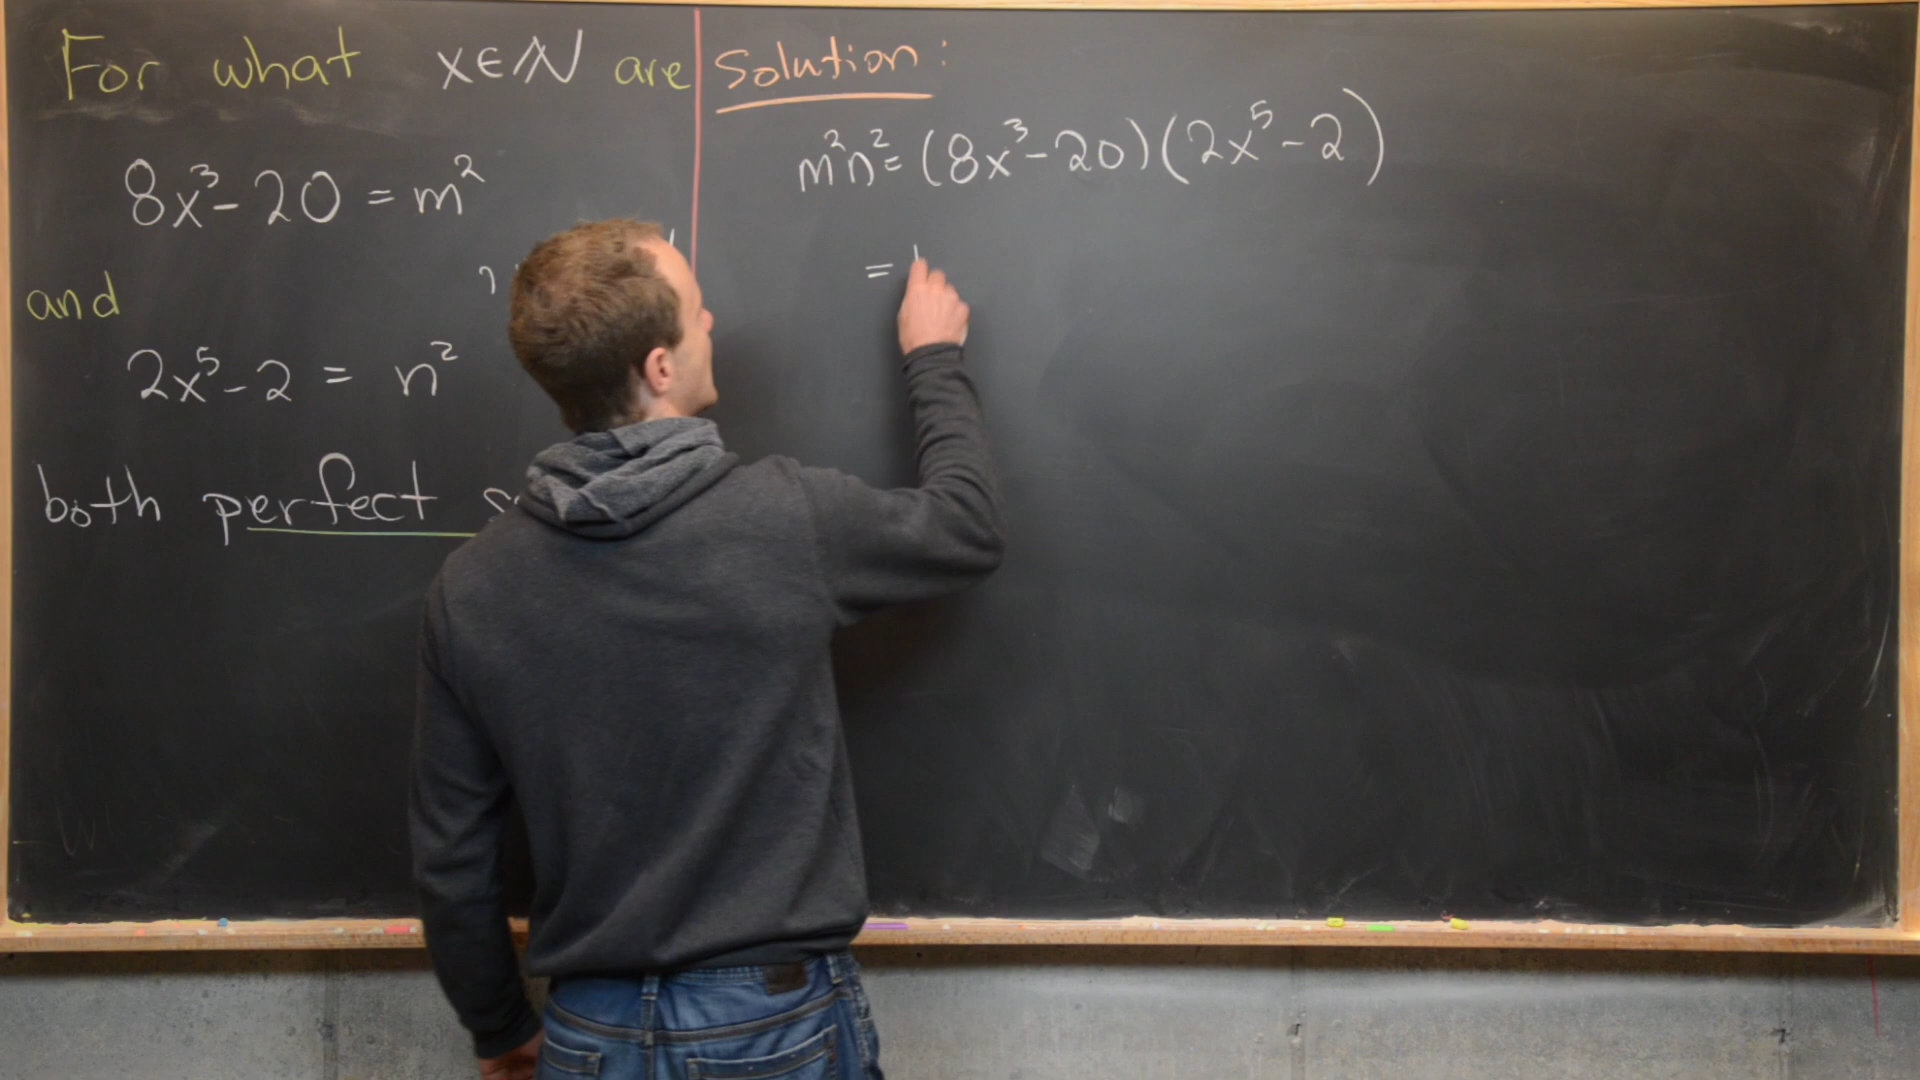 For what x∈ℕ are
8x³-20 = m²
and
2x⁵-2 = n²
both perfect
Solution:
m²n² = (8x³-20)(2x⁵-2)
=